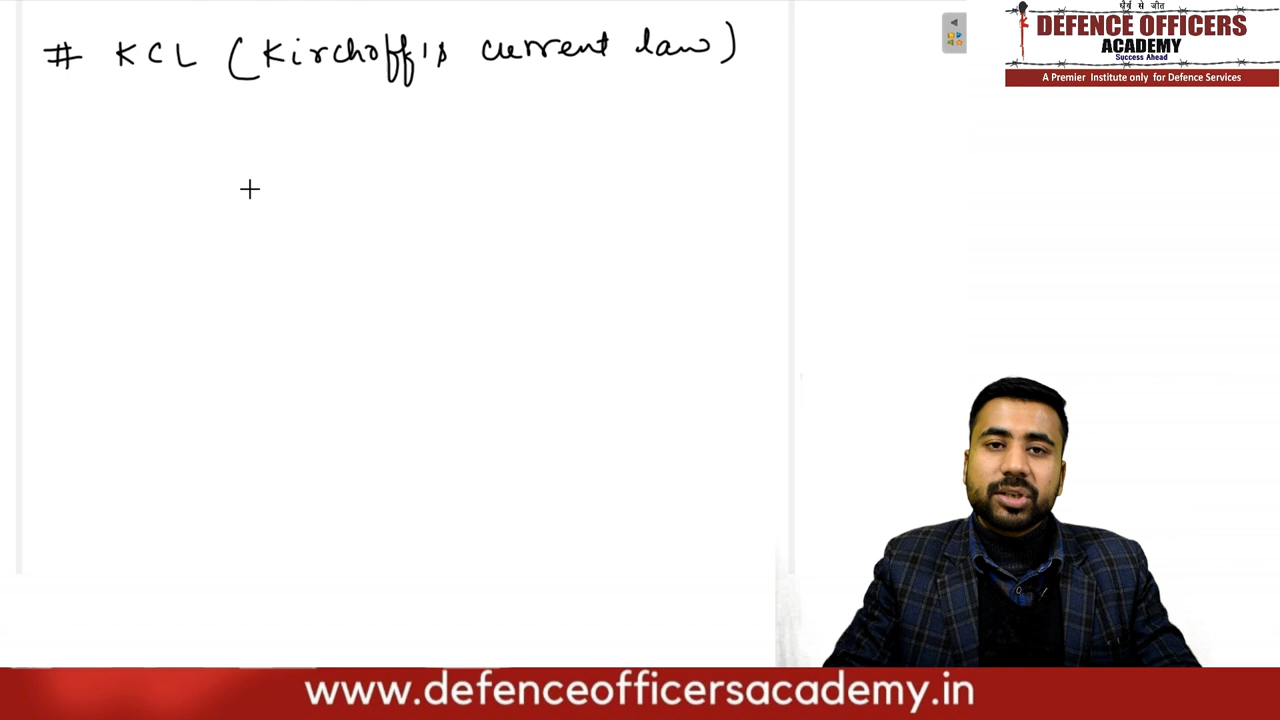 # KCL (Kirchoff's current law)
धैर्य से जीत
DEFENCE OFFICERS
ACADEMY
Success Ahead
A Premier Institute only for Defence Services
www.defenceofficersacademy.in